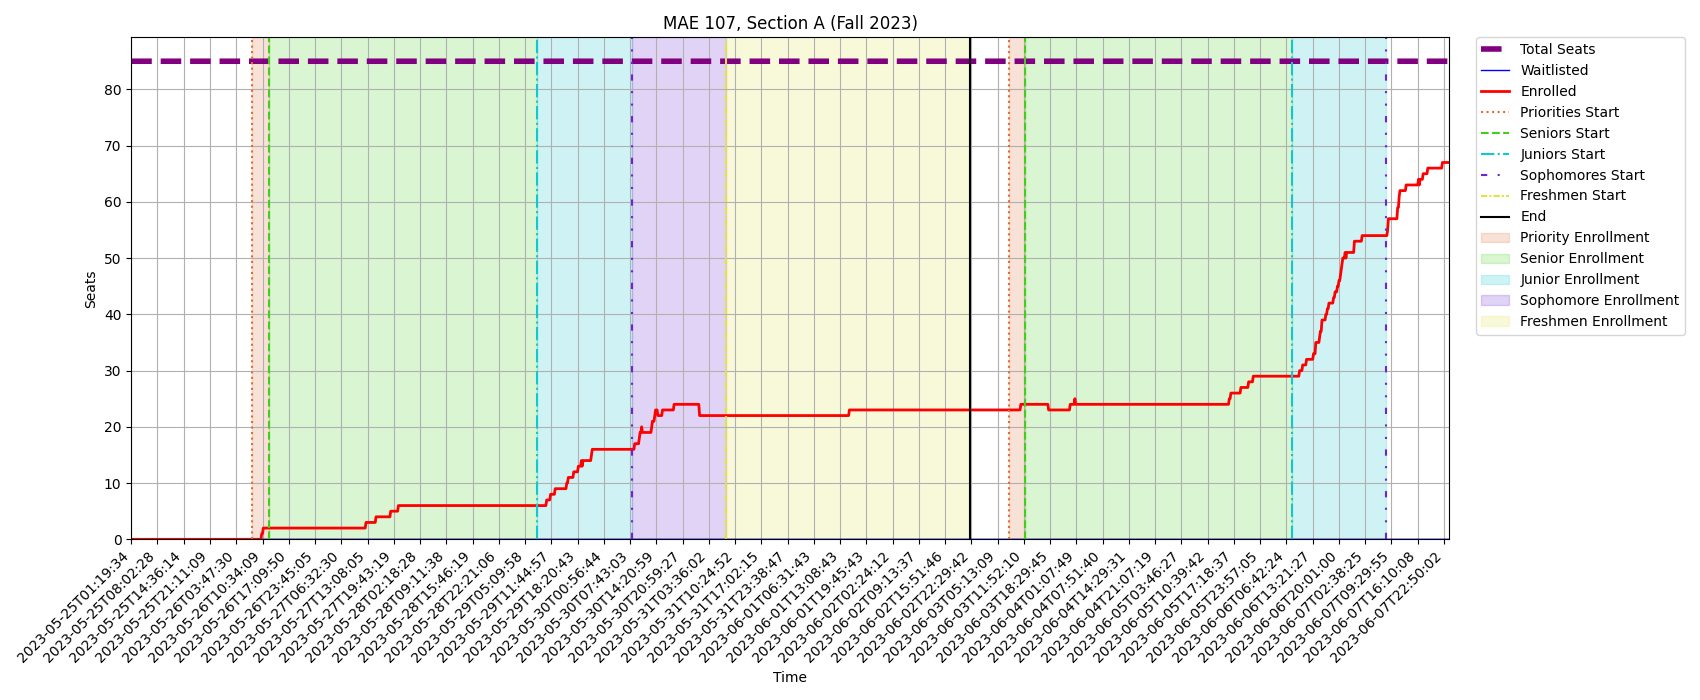 MAE 107, Section A (Fall 2023)
Seats
80
70
60
50
40
30
20
10
0
2023-05-25T01:19:34
2023-05-25T08:02:28
2023-05-25T14:36:14
2023-05-25T21:11:09
2023-05-26T03:47:30
2023-05-26T10:34:09
2023-05-26T17:09:50
2023-05-26T23:45:05
2023-05-27T06:32:30
2023-05-27T13:08:05
2023-05-27T19:43:19
2023-05-28T02:18:28
2023-05-28T09:11:38
2023-05-28T15:46:19
2023-05-28T22:21:06
2023-05-29T05:09:58
2023-05-29T11:44:57
2023-05-29T18:20:43
2023-05-30T00:56:44
2023-05-30T07:43:03
2023-05-30T14:20:59
2023-05-30T20:59:27
2023-05-31T03:36:02
2023-05-31T10:24:52
2023-05-31T17:02:15
2023-05-31T23:38:47
2023-06-01T06:31:43
2023-06-01T13:08:43
2023-06-01T19:45:43
2023-06-02T02:24:12
2023-06-02T09:13:37
2023-06-02T15:51:46
2023-06-02T22:29:42
2023-06-03T05:13:09
2023-06-03T11:52:10
2023-06-03T18:29:45
2023-06-04T01:07:49
2023-06-04T07:51:40
2023-06-04T14:29:31
2023-06-04T21:07:19
2023-06-05T03:46:27
2023-06-05T10:39:42
2023-06-05T17:18:37
2023-06-05T23:57:05
2023-06-06T06:42:24
2023-06-06T13:21:27
2023-06-06T20:01:00
2023-06-07T02:38:25
2023-06-07T09:29:55
2023-06-07T16:10:08
2023-06-07T22:50:02
Time
Total Seats
Waitlisted
Enrolled
Priorities Start
Seniors Start
Juniors Start
Sophomores Start
Freshmen Start
End
Priority Enrollment
Senior Enrollment
Junior Enrollment
Sophomore Enrollment
Freshmen Enrollment